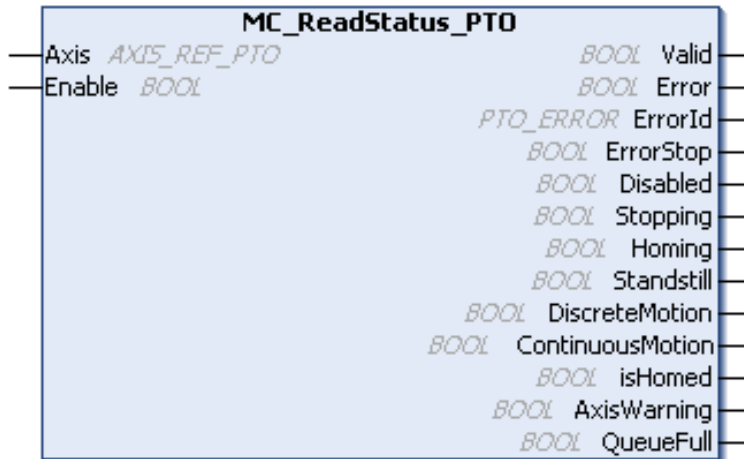 MC_ReadStatus_PTO
Axis AXIS_REF_PTO BOOL Valid
Enable BOOL BOOL Error
PTO_ERROR ErrorId
BOOL ErrorStop
BOOL Disabled
BOOL Stopping
BOOL Homing
BOOL Standstill
BOOL DiscreteMotion
BOOL ContinuousMotion
BOOL isHomed
BOOL AxisWarning
BOOL QueueFull